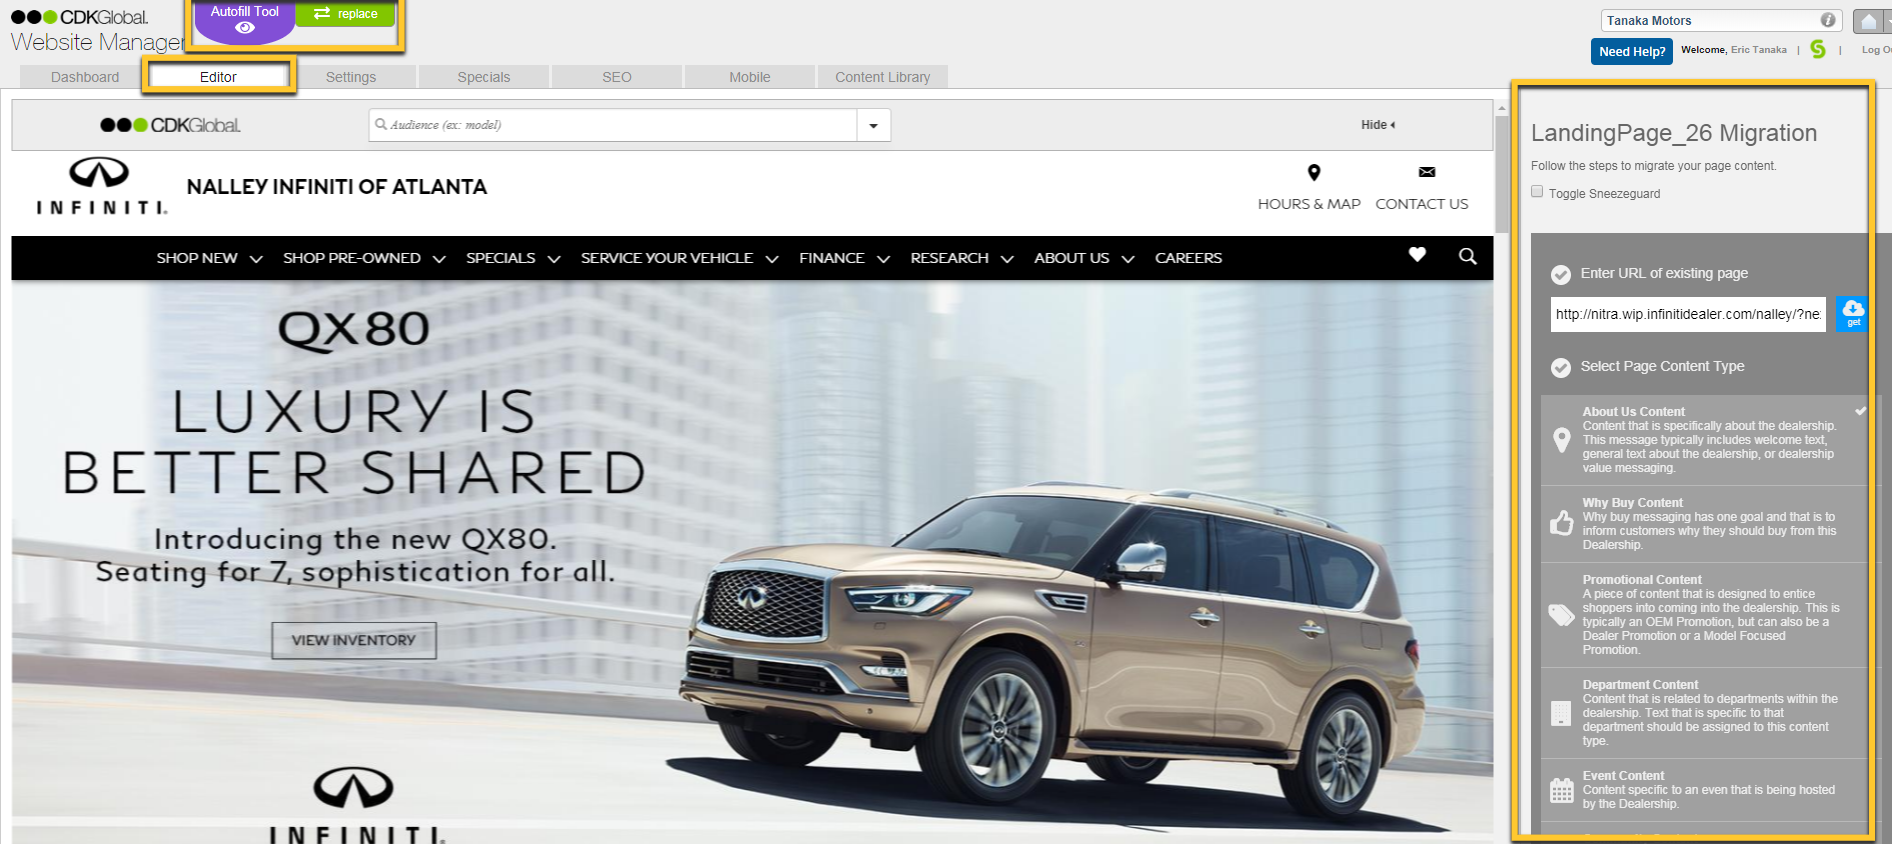 CDKGlobal.
Website Manager
Autofill Tool
replace
Tanaka Motors
Need Help?
Welcome, Eric Tanaka | S | Log O
Dashboard
Editor
Settings
Specials
SEO
Mobile
Content Library
CDKGlobal.
Audience (ex: model)
Hide
INFINITI.
NALLEY INFINITI OF ATLANTA
HOURS & MAP
CONTACT US
SHOP NEW
SHOP PRE-OWNED
SPECIALS
SERVICE YOUR VEHICLE
FINANCE
RESEARCH
ABOUT US
CAREERS
QX80
LUXURY IS
BETTER SHARED
Introducing the new QX80.
Seating for 7, sophistication for all.
VIEW INVENTORY
INFINITI.
LandingPage_26 Migration
Follow the steps to migrate your page content.
Toggle Sneezeguard
Enter URL of existing page
http://nitra.wip.infinitidealer.com/nalley/?ne
get
Select Page Content Type
About Us Content
Content that is specifically about the dealership.
This message typically includes welcome text,
general text about the dealership, or dealership
value messaging.
Why Buy Content
Why buy messaging has one goal and that is to
inform customers why they should buy from this
Dealership.
Promotional Content
A piece of content that is designed to entice
shoppers into coming into the dealership. This is
typically an OEM Promotion, but can also be a
Dealer Promotion or a Model Focused
Promotion.
Department Content
Content that is related to departments within the
dealership. Text that is specific to that
department should be assigned to this content
type.
Event Content
Content specific to an even that is being hosted
by the Dealership.